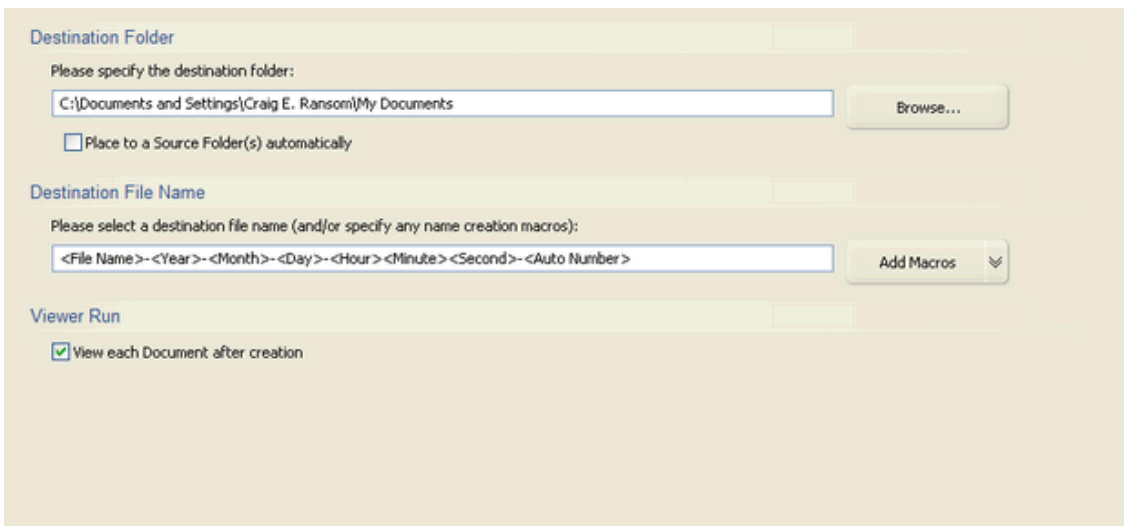 Destination Folder
Please specify the destination folder:
C:\Documents and Settings\Craig E. Ransom\My Documents
Browse...
Place to a Source Folder(s) automatically
Destination File Name
Please select a destination file name (and/or specify any name creation macros):
<File Name>-<Year>-<Month>-<Day>-<Hour><Minute><Second>-<Auto Number>
Add Macros
Viewer Run
View each Document after creation